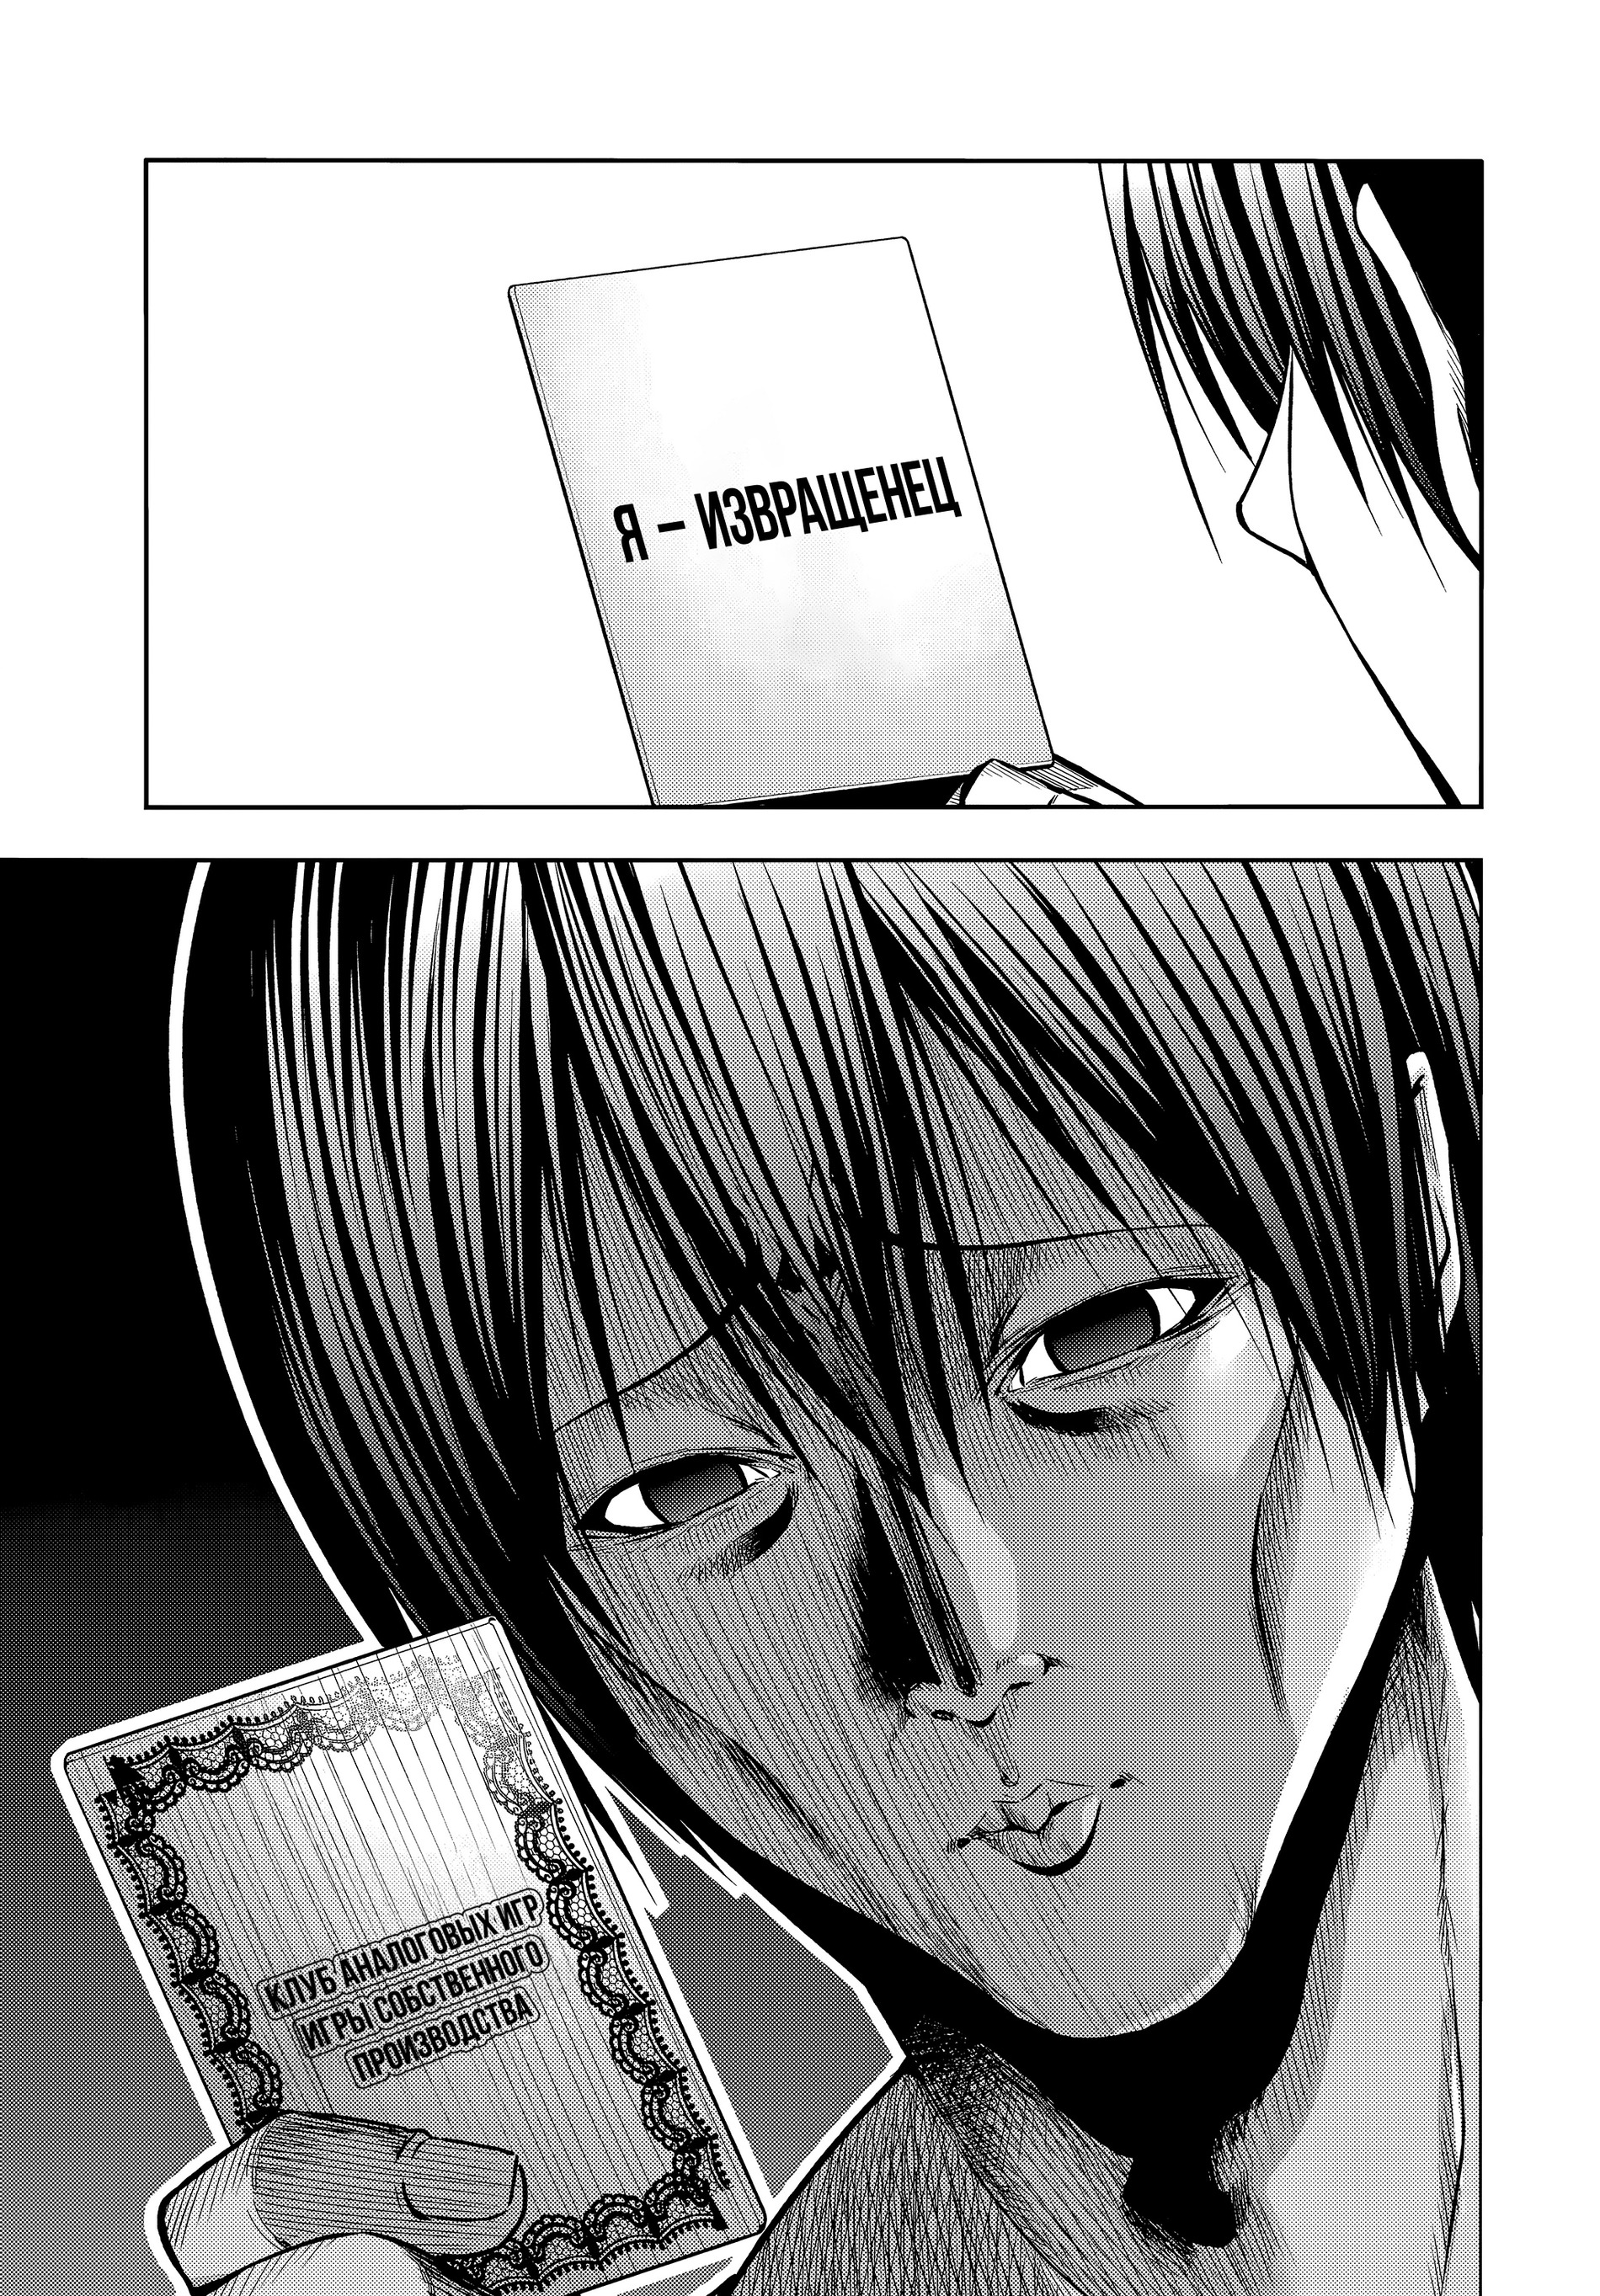 Я – ИЗВРАЩЕНЕЦ
КЛУБ АНАЛОГОВЫХ ИГР
ИГРЫ СОБСТВЕННОГО
ПРОИЗВОДСТВА